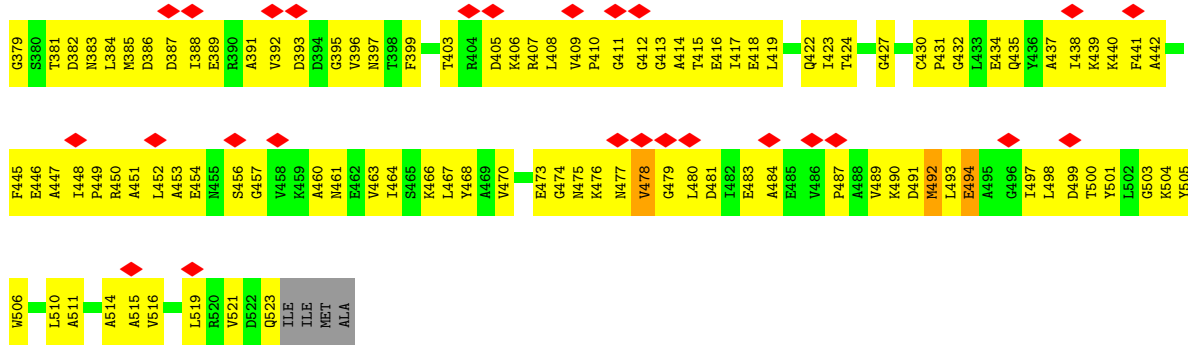 G379 S380 T381 D382 N383 L384 M385 D386 D387 I388 E389 R390 A391 V392 D393 D394 G395 V396 N397 T398 F399 T403 R404 D405 K406 R407 L408 V409 P410 G411 G412 G413 A414 T415 E416 I417 E418 L419 Q422 I423 T424 G427 C430 P431 G432 L433 E434 Q435 Y436 A437 I438 K439 K440 F441 A442
F445 E446 A447 I448 P449 R450 A451 L452 A453 E454 N455 S456 G457 V458 K459 A460 N461 E462 V463 I464 S465 K466 L467 Y468 A469 V470 E473 G474 N475 K476 N477 V478 G479 L480 D481 I482 E483 A484 E485 V486 P487 A488 V489 K490 D491 M492 L493 E494 A495 G496 I497 L498 D499 T500 Y501 L502 G503 K504 Y505
W506 L510 A511 A514 A515 V516 L519 R520 V521 D522 Q523 ILE ILE MET ALA